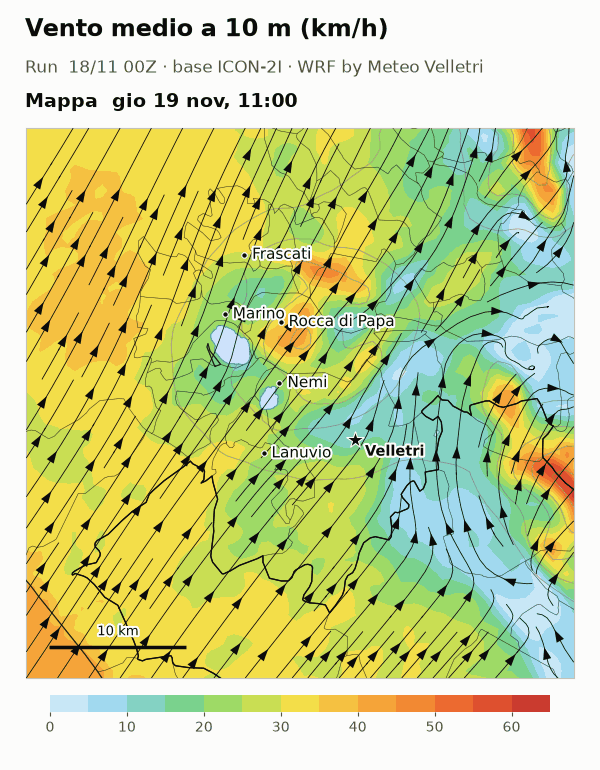 Vento medio a 10 m (km/h)
Run 18/11 00Z · base ICON-2I · WRF by Meteo Velletri
Mappa gio 19 nov, 11:00
Frascati
Marino
Rocca di Papa
Nemi
Velletri
Lanuvio
10 km
0 10 20 30 40 50 60